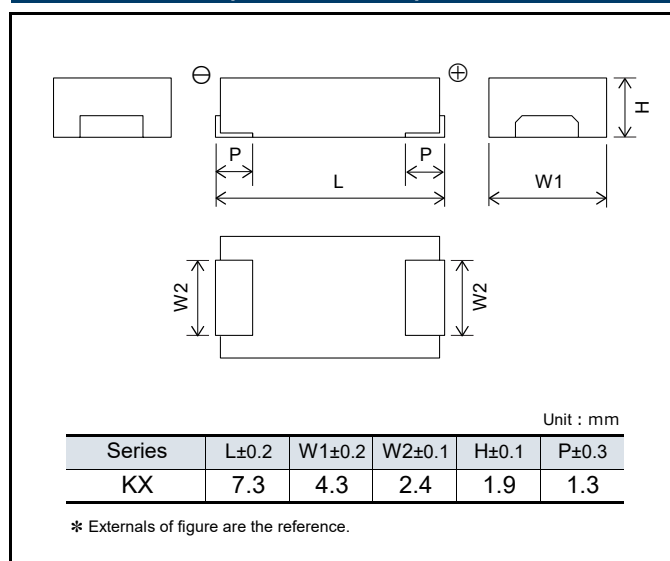 ⊖ ⊕
H
P P
L W1
W2 W2
Unit : mm
Series L±0.2 W1±0.2 W2±0.1 H±0.1 P±0.3
KX 7.3 4.3 2.4 1.9 1.3
✻ Externals of figure are the reference.